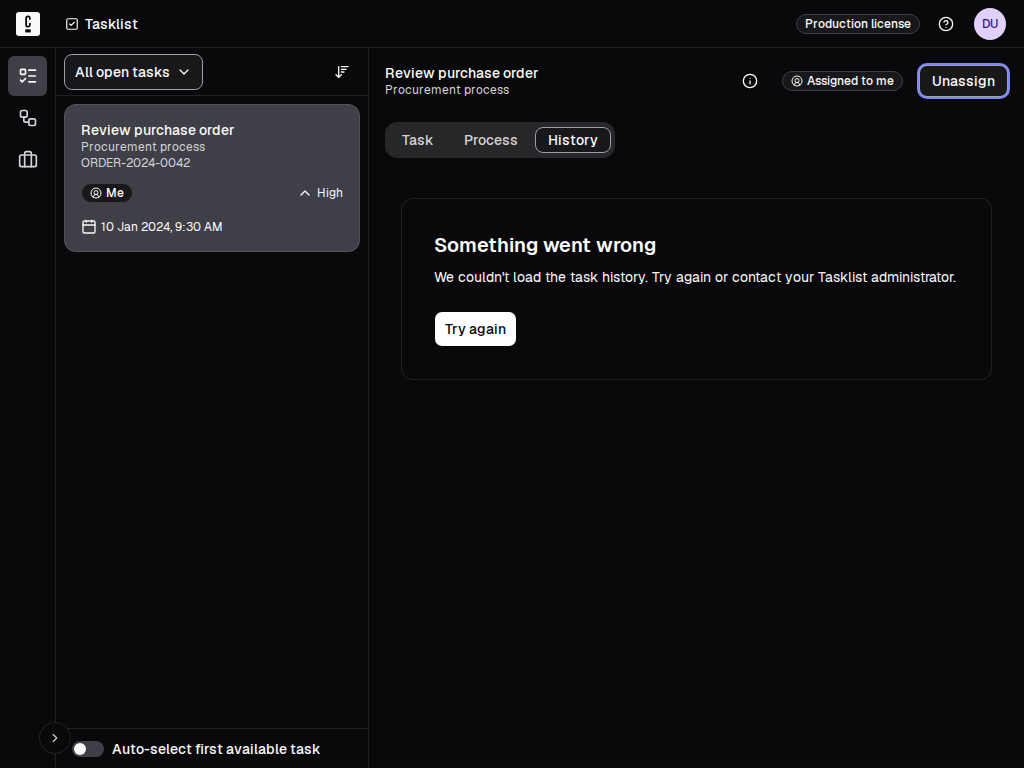 Tasklist
Production license
DU
All open tasks
Review purchase order
Procurement process
ORDER-2024-0042
Me
High
10 Jan 2024, 9:30 AM
Auto-select first available task
Review purchase order
Procurement process
Assigned to me
Unassign
Task
Process
History
Something went wrong
We couldn't load the task history. Try again or contact your Tasklist administrator.
Try again